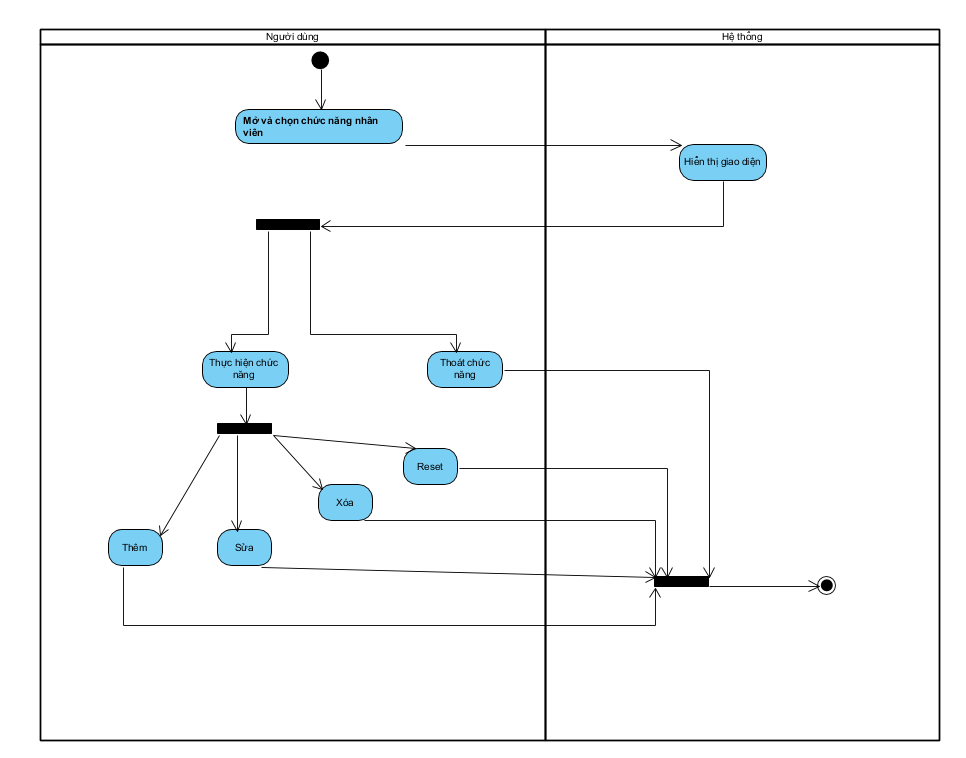 Người dùng
Hệ thống
Mở và chọn chức năng nhân
viên
Hiển thị giao diện
Thực hiện chức
năng
Thoát chức
năng
Reset
Xóa
Thêm
Sửa